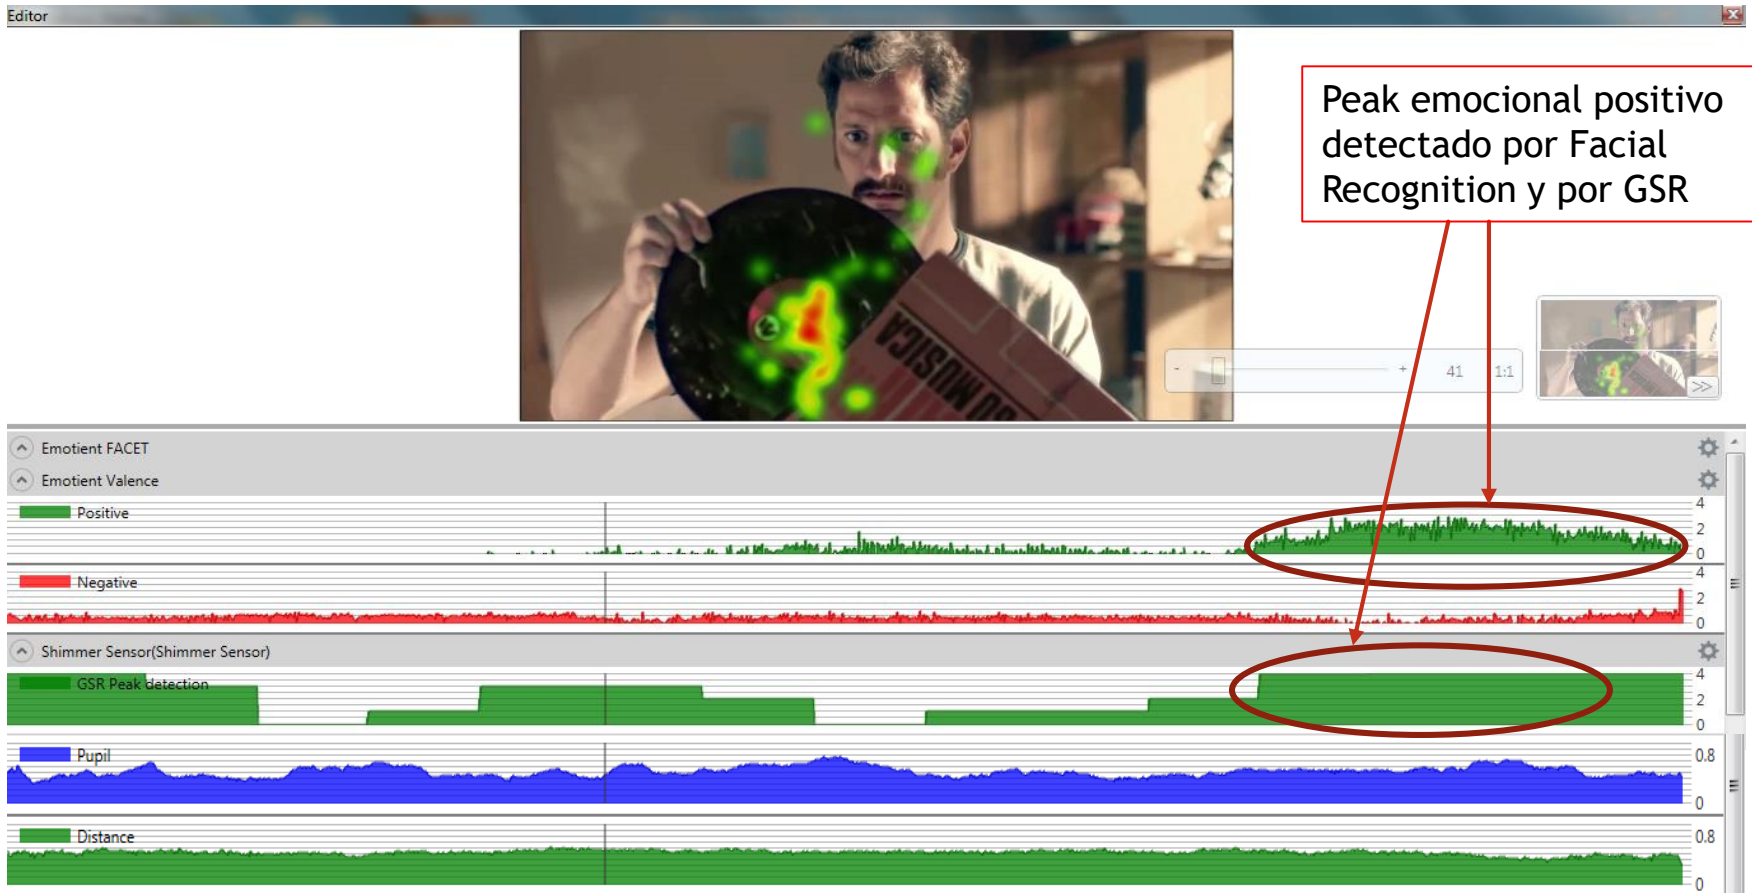 Editor
Peak emocional positivo
detectado por Facial
Recognition y por GSR
SU MUSICA
-
+
41
1:1
>>
Emotient FACET
Emotient Valence
Positive
4
2
0
Negative
4
2
0
Shimmer Sensor(Shimmer Sensor)
GSR Peak detection
4
2
0
Pupil
0.8
0
Distance
0.8
0